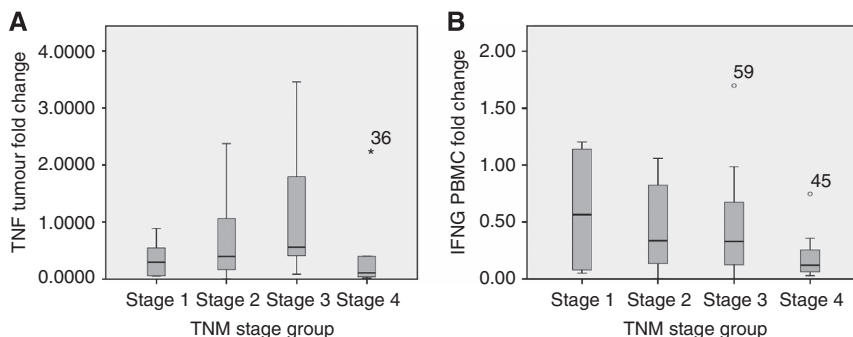 A
TNF tumour fold change
4.0000
3.0000
2.0000
1.0000
0.0000
36
*
Stage 1 Stage 2 Stage 3 Stage 4
TNM stage group
B
IFNG PBMC fold change
2.00
1.50
1.00
0.50
0.00
59
45
Stage 1 Stage 2 Stage 3 Stage 4
TNM stage group